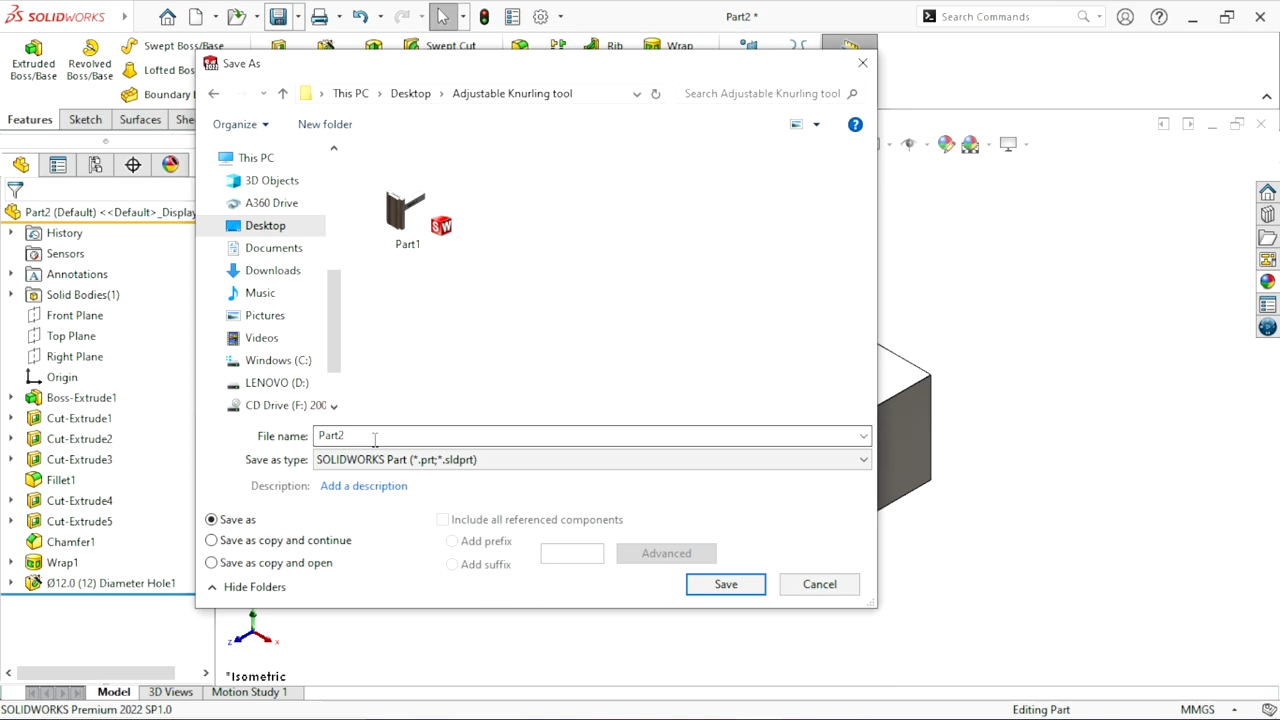 SOLIDWORKS
Part2 *
Search Commands
Extruded
Boss/Base
Revolved
Boss/Base
Swept Boss/Base
Lofted Bos
Boundary
Swept Cut
Rib
Wrap
Features
Sketch
Surfaces
She
Save As
This PC
Desktop
Adjustable Knurling tool
Search Adjustable Knurling tool
Organize
New folder
This PC
3D Objects
A360 Drive
Desktop
Documents
Downloads
Music
Pictures
Videos
Windows (C:)
LENOVO (D:)
CD Drive (F:) 200
Part1
File name: Part2
Save as type: SOLIDWORKS Part (*.prt;*.sldprt)
Description: Add a description
Save as
Save as copy and continue
Save as copy and open
Include all referenced components
Add prefix
Add suffix
Advanced
Hide Folders
Save
Cancel
Part2 (Default) <<Default>_Display
History
Sensors
Annotations
Solid Bodies(1)
Front Plane
Top Plane
Right Plane
Origin
Boss-Extrude1
Cut-Extrude1
Cut-Extrude2
Cut-Extrude3
Fillet1
Cut-Extrude4
Cut-Extrude5
Chamfer1
Wrap1
Ø12.0 (12) Diameter Hole1
z
x
*Isometric
Model
3D Views
Motion Study 1
SOLIDWORKS Premium 2022 SP1.0
Editing Part
MMGS